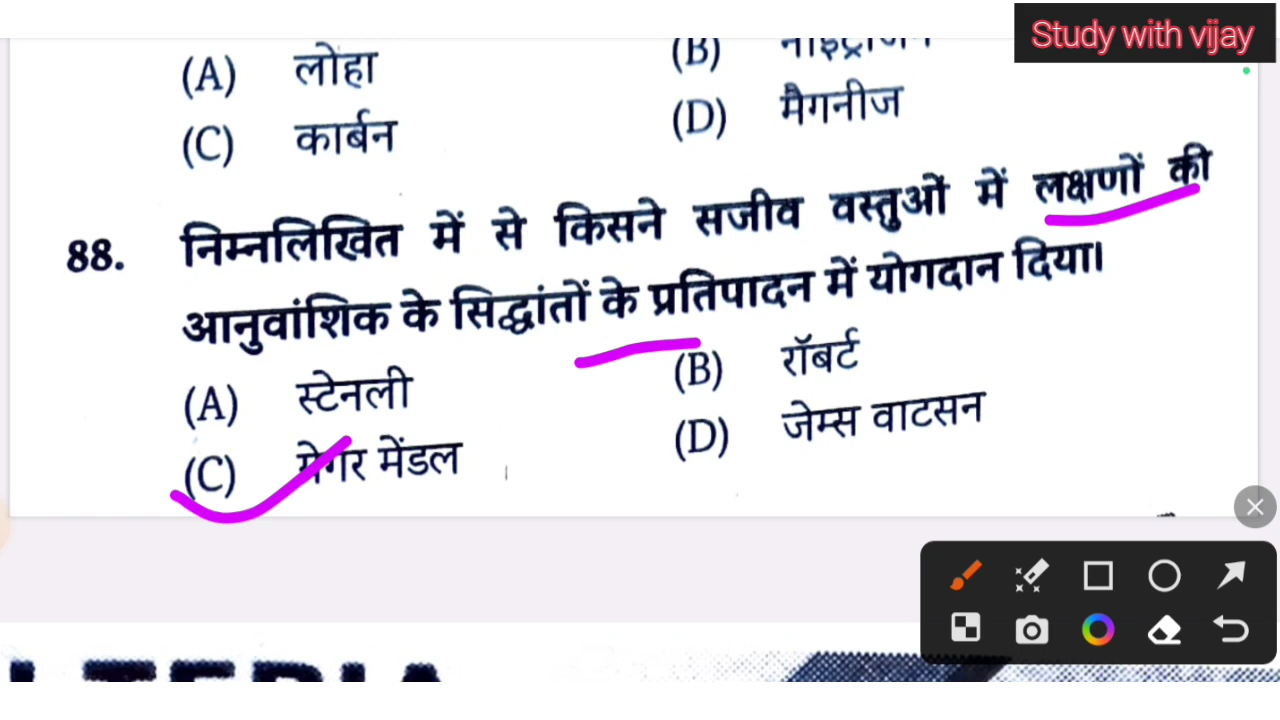 Study with vijay
(A) लोहा (B)
(C) कार्बन (D) मैगनीज
88. निम्नलिखित में से किसने सजीव वस्तुओं में लक्षणों की
आनुवांशिक के सिद्धांतों के प्रतिपादन में योगदान दिया।
(A) स्टेनली (B) रॉबर्ट
(C) ग्रेगर मेंडल (D) जेम्स वाटसन